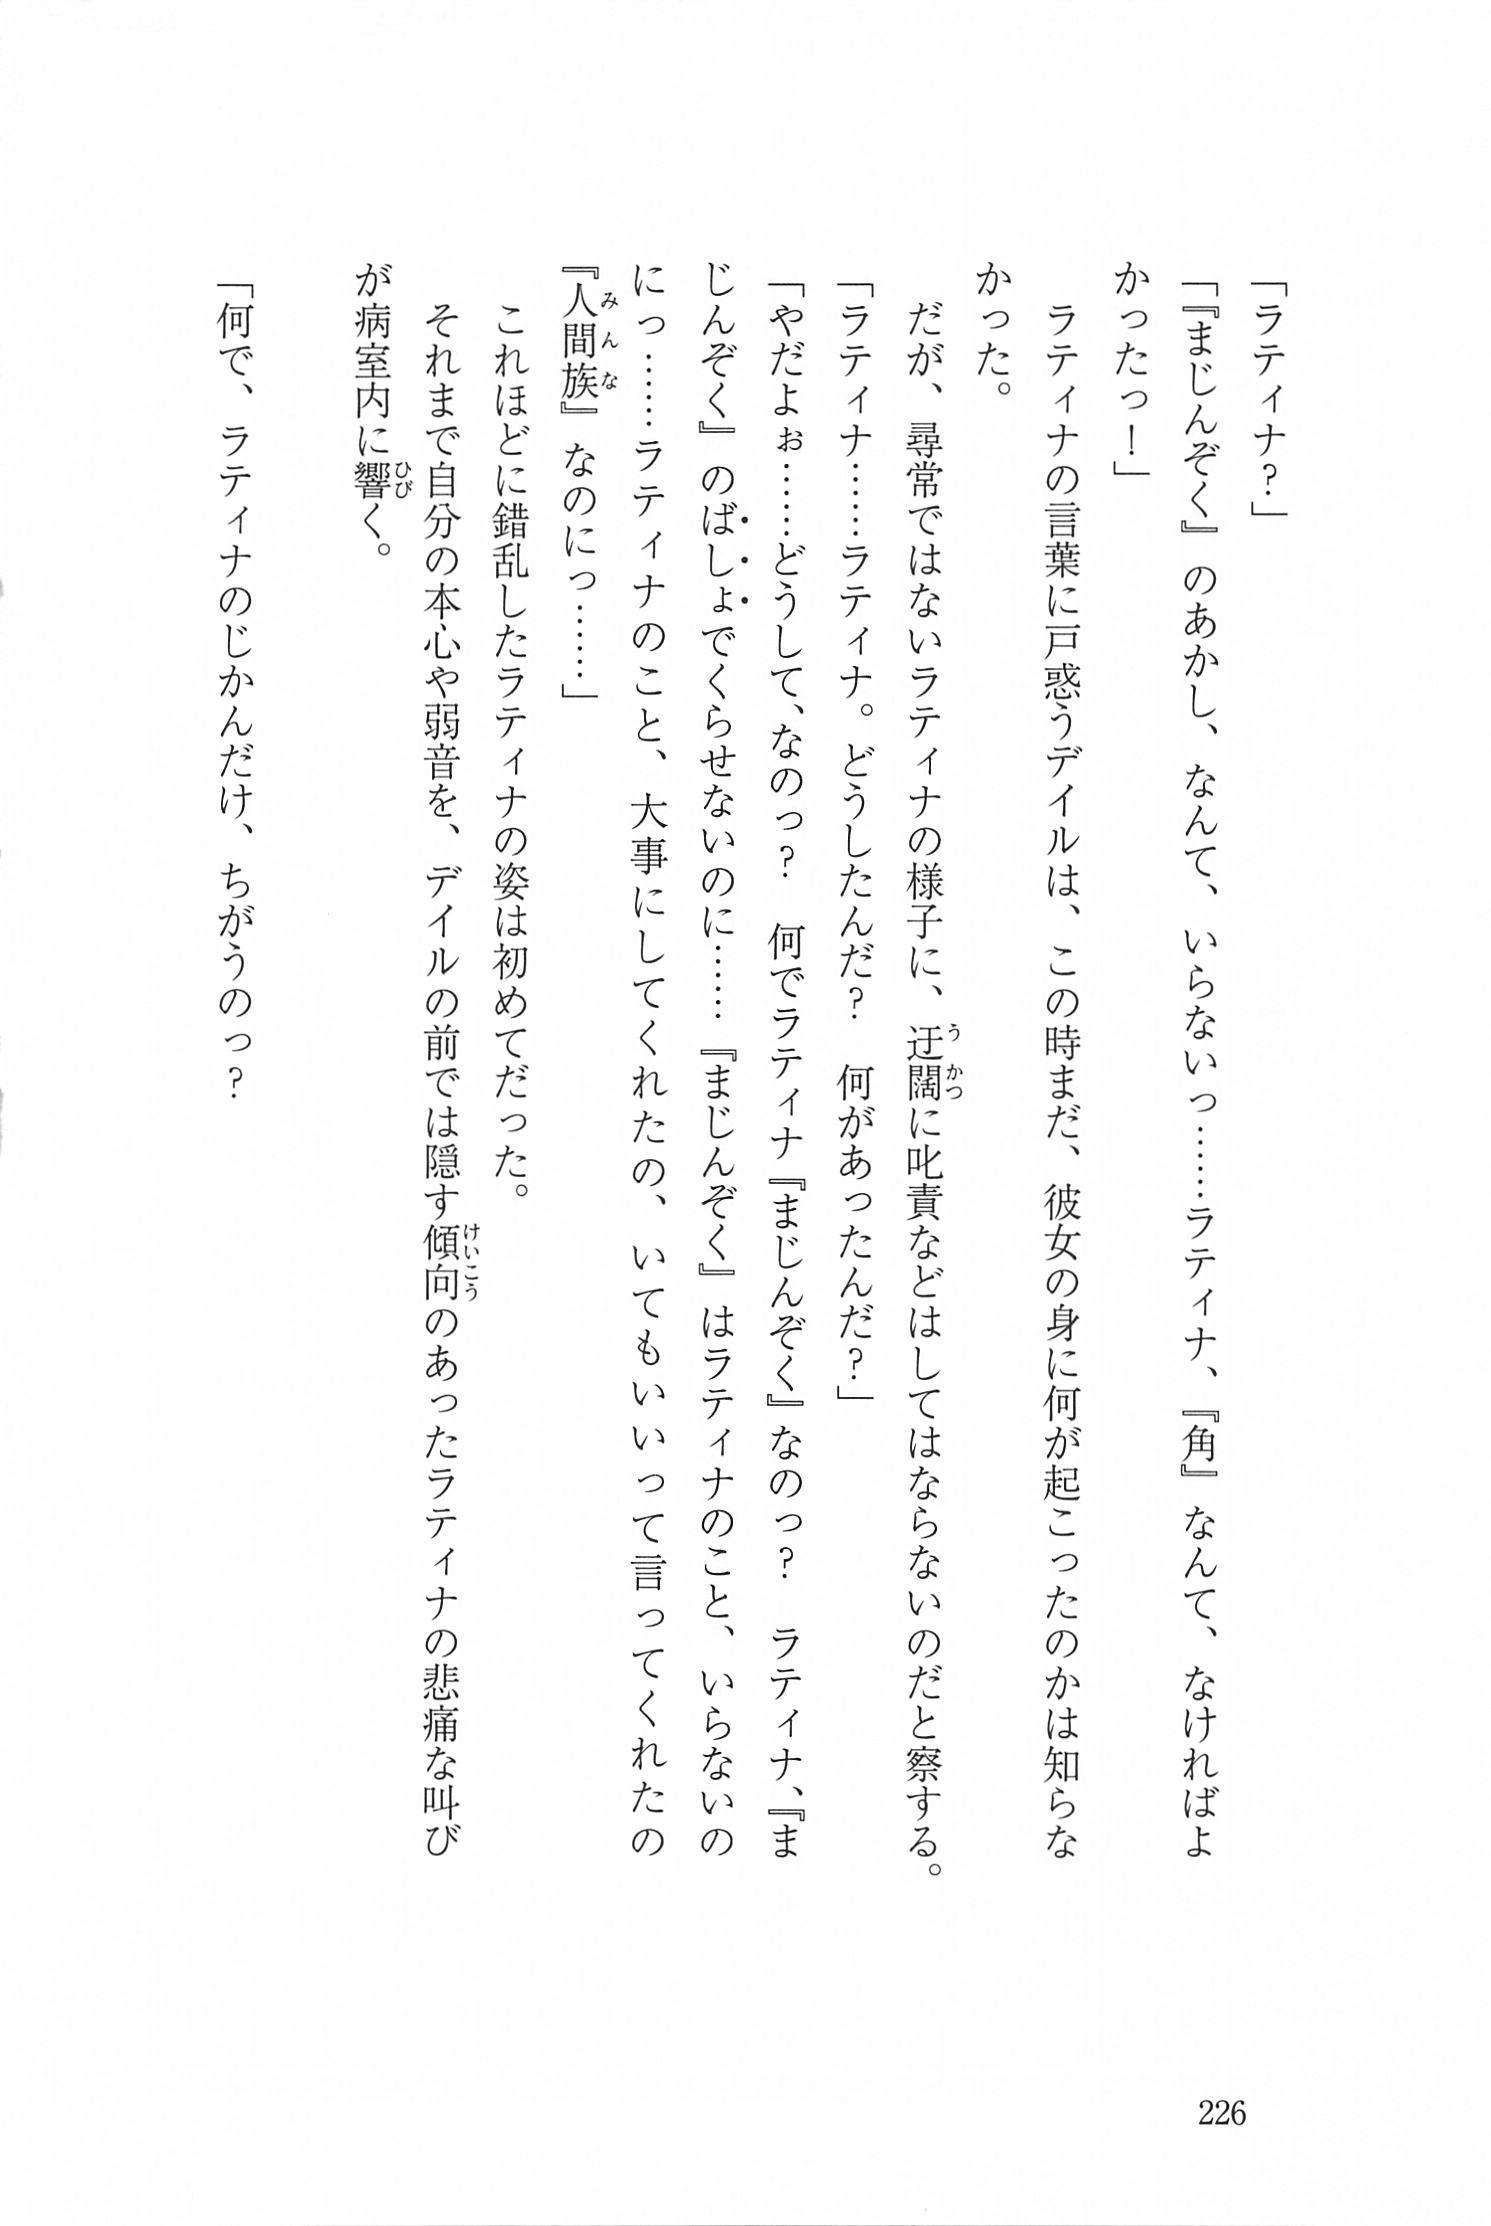 「ラティナ？」
「『まじんぞく』のあかし、なんて、いらないっ……ラティナ、『角』なんて、なければよ
かったっ！」
　ラティナの言葉に戸惑うデイルは、この時まだ、彼女の身に何が起こったのかは知らな
かった。
　だが、尋常ではないラティナの様子に、迂闊に叱責などはしてはならないのだと察する。
「ラティナ……ラティナ。どうしたんだ？　何があったんだ？」
「やだよぉ……どうして、なのっ？　何でラティナ『まじんぞく』なのっ？　ラティナ、『ま
じんぞく』のばしょでくらせないのに……『まじんぞく』はラティナのこと、いらないの
にっ……ラティナのこと、大事にしてくれたの、いてもいいって言ってくれたの
『人間族』なのにっ……」
　これほどに錯乱したラティナの姿は初めてだった。
　それまで自分の本心や弱音を、デイルの前では隠す傾向のあったラティナの悲痛な叫び
が病室内に響く。
「何で、ラティナのじかんだけ、ちがうのっ？
226